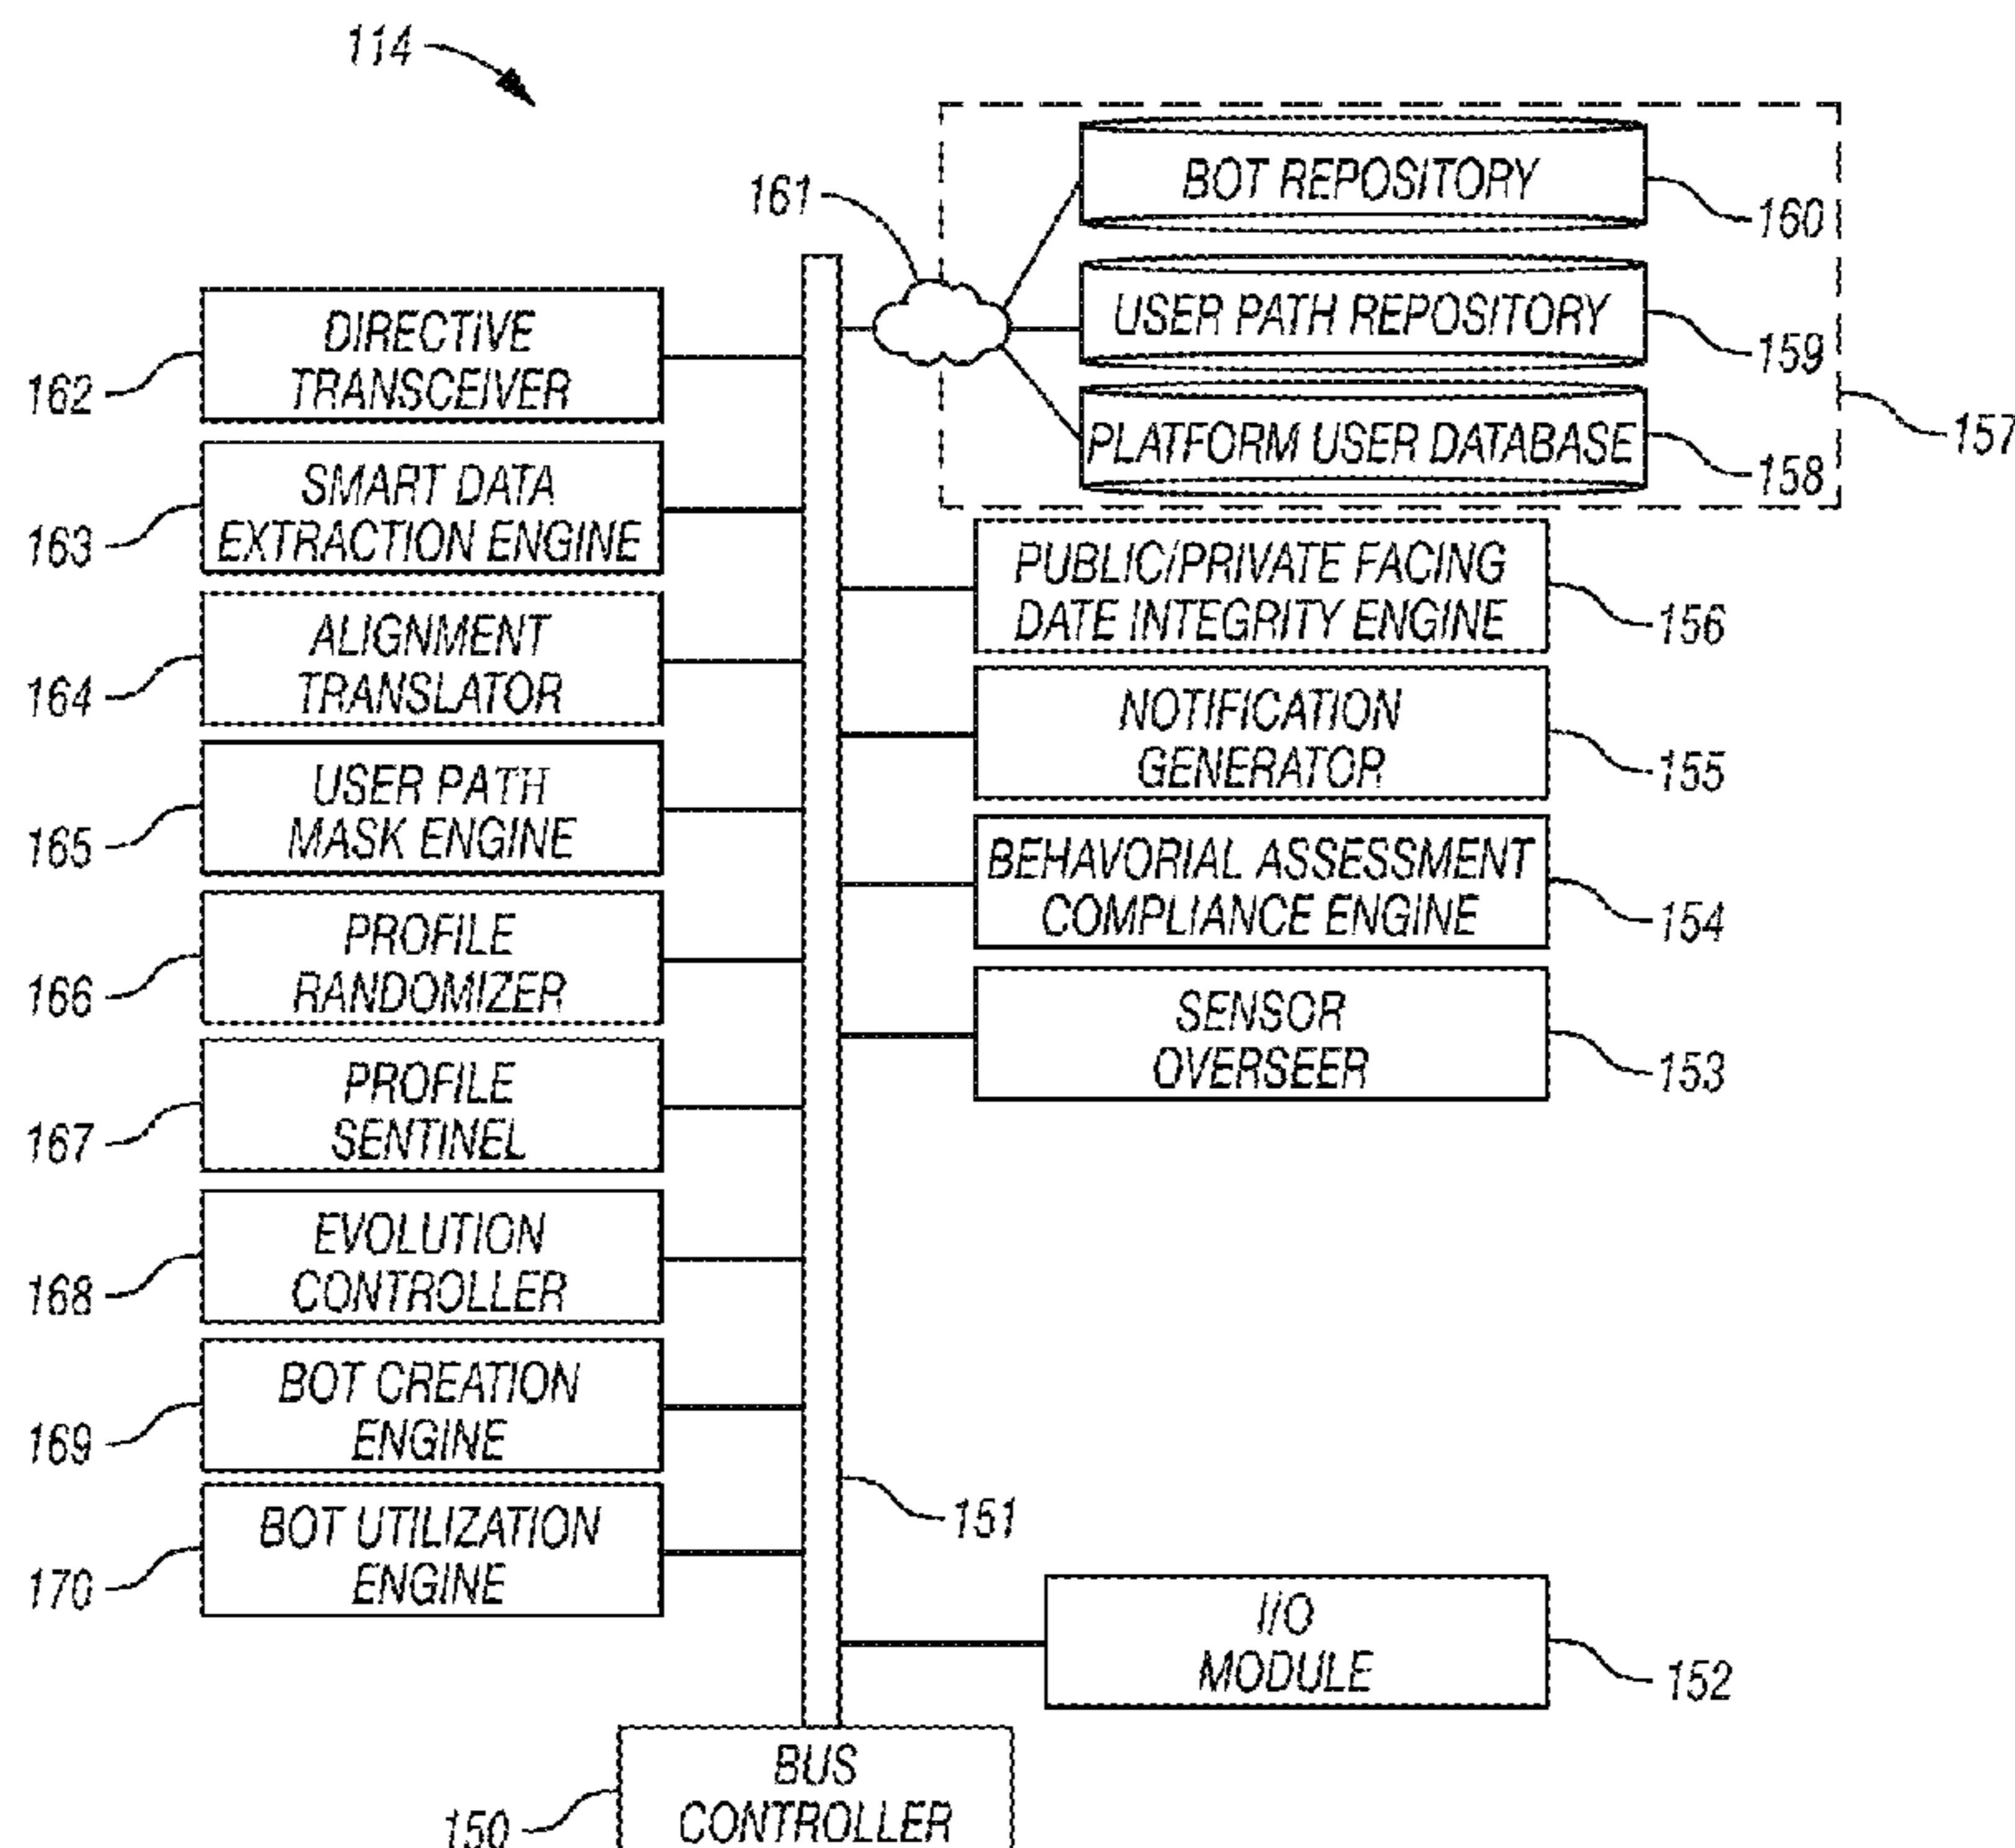 114
161
BOT REPOSITORY
160
USER PATH REPOSITORY
159
PLATFORM USER DATABASE
158
157
DIRECTIVE
TRANSCEIVER
162
SMART DATA
EXTRACTION ENGINE
163
ALIGNMENT
TRANSLATOR
164
USER PATH
MASK ENGINE
165
PROFILE
RANDOMIZER
166
PROFILE
SENTINEL
167
EVOLUTION
CONTROLLER
168
BOT CREATION
ENGINE
169
BOT UTILIZATION
ENGINE
170
PUBLIC/PRIVATE FACING
DATE INTEGRITY ENGINE
156
NOTIFICATION
GENERATOR
155
BEHAVORIAL ASSESSMENT
COMPLIANCE ENGINE
154
SENSOR
OVERSEER
153
151
I/O
MODULE
152
BUS
CONTROLLER
150